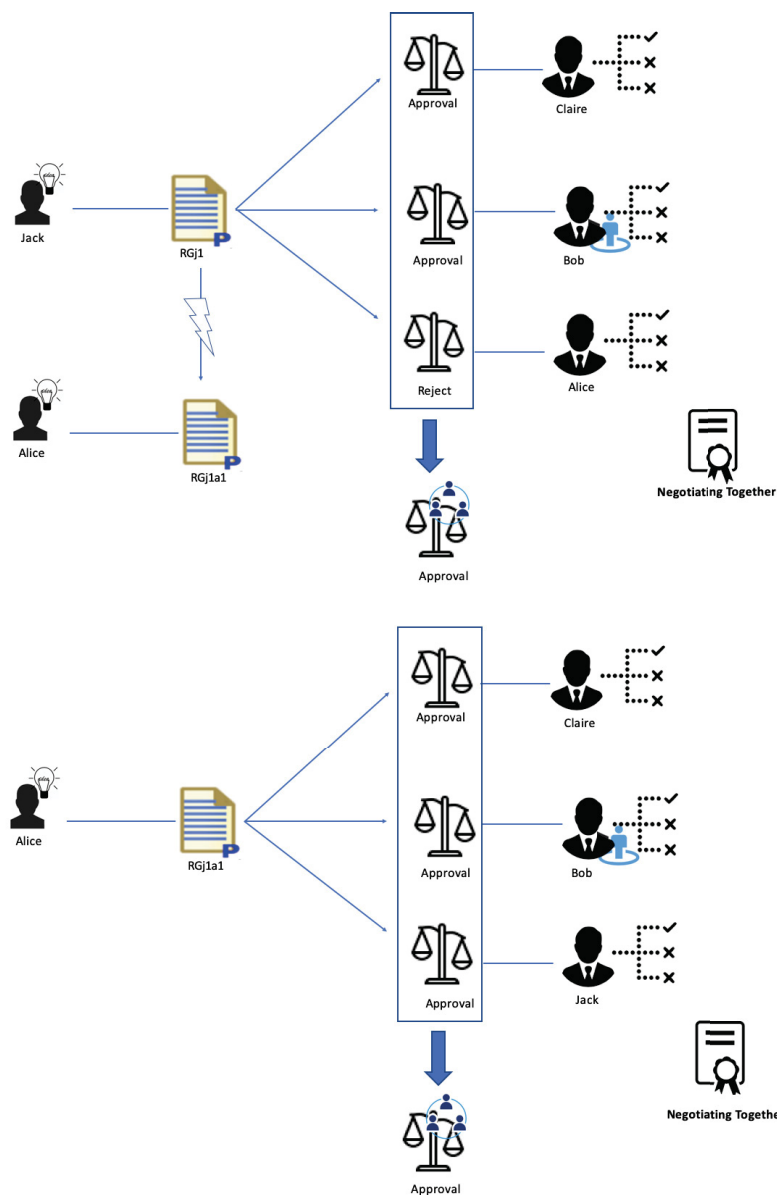 Approval
Claire
Jack
RGj1
P
Approval
Bob
Reject
Alice
Alice
RGj1a1
P
Negotiating Together
Approval
Approval
Claire
Alice
RGj1a1
P
Approval
Bob
Approval
Jack
Negotiating Togethe
Approval